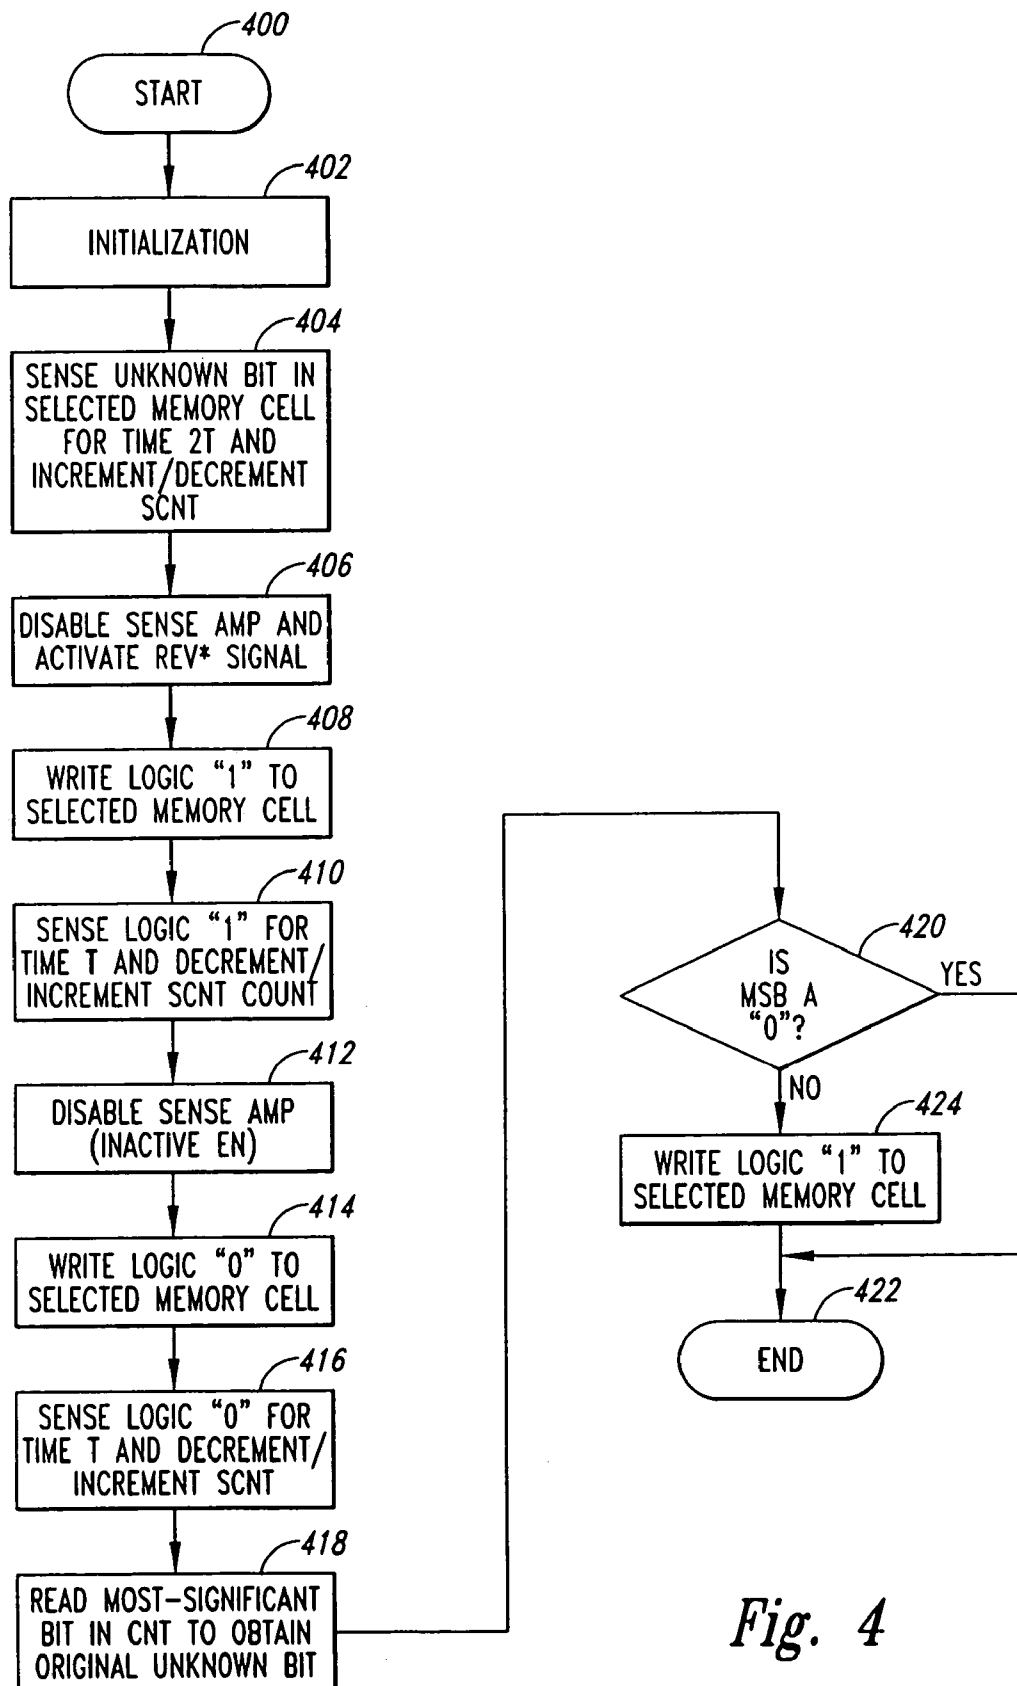 400
START
402
INITIALIZATION
404
SENSE UNKNOWN BIT IN
SELECTED MEMORY CELL
FOR TIME 2T AND
INCREMENT/DECREMENT
SCNT
406
DISABLE SENSE AMP AND
ACTIVATE REV* SIGNAL
408
WRITE LOGIC “1” TO
SELECTED MEMORY CELL
410
SENSE LOGIC “1” FOR
TIME T AND DECREMENT/
INCREMENT SCNT COUNT
412
DISABLE SENSE AMP
(INACTIVE EN)
414
WRITE LOGIC “0” TO
SELECTED MEMORY CELL
416
SENSE LOGIC “0” FOR
TIME T AND DECREMENT/
INCREMENT SCNT
418
READ MOST-SIGNIFICANT
BIT IN CNT TO OBTAIN
ORIGINAL UNKNOWN BIT
420
IS
MSB A
“0”?
YES
NO
424
WRITE LOGIC “1” TO
SELECTED MEMORY CELL
422
END
Fig. 4